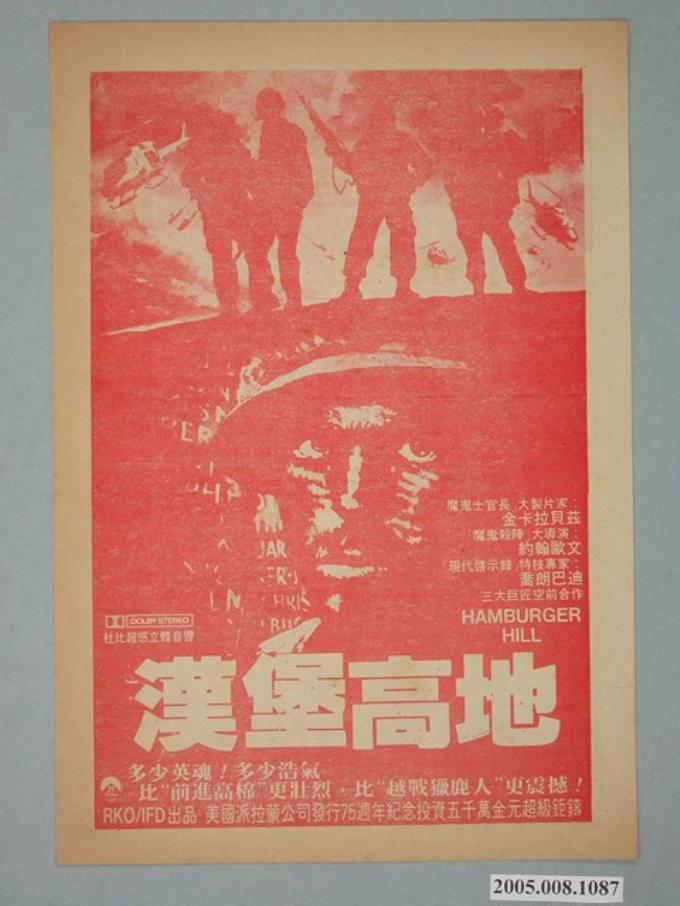 魔鬼士官長 大製片家：
金卡拉貝茲
魔鬼殺陣 大導演：
約翰歐文
現代啓示錄 特技專家：
喬朗巴迪
三大巨匠空前合作
HAMBURGER
HILL
DOLBY STEREO
杜比超感立體音響
漢堡高地
多少英魂！多少浩氣
比“前進高棉”更壯烈，比“越戰獵鹿人”更震撼！
RKO/IFD出品 美國派拉蒙公司發行75週年紀念投資五千萬金元超級鉅鑄
2005.008.1087